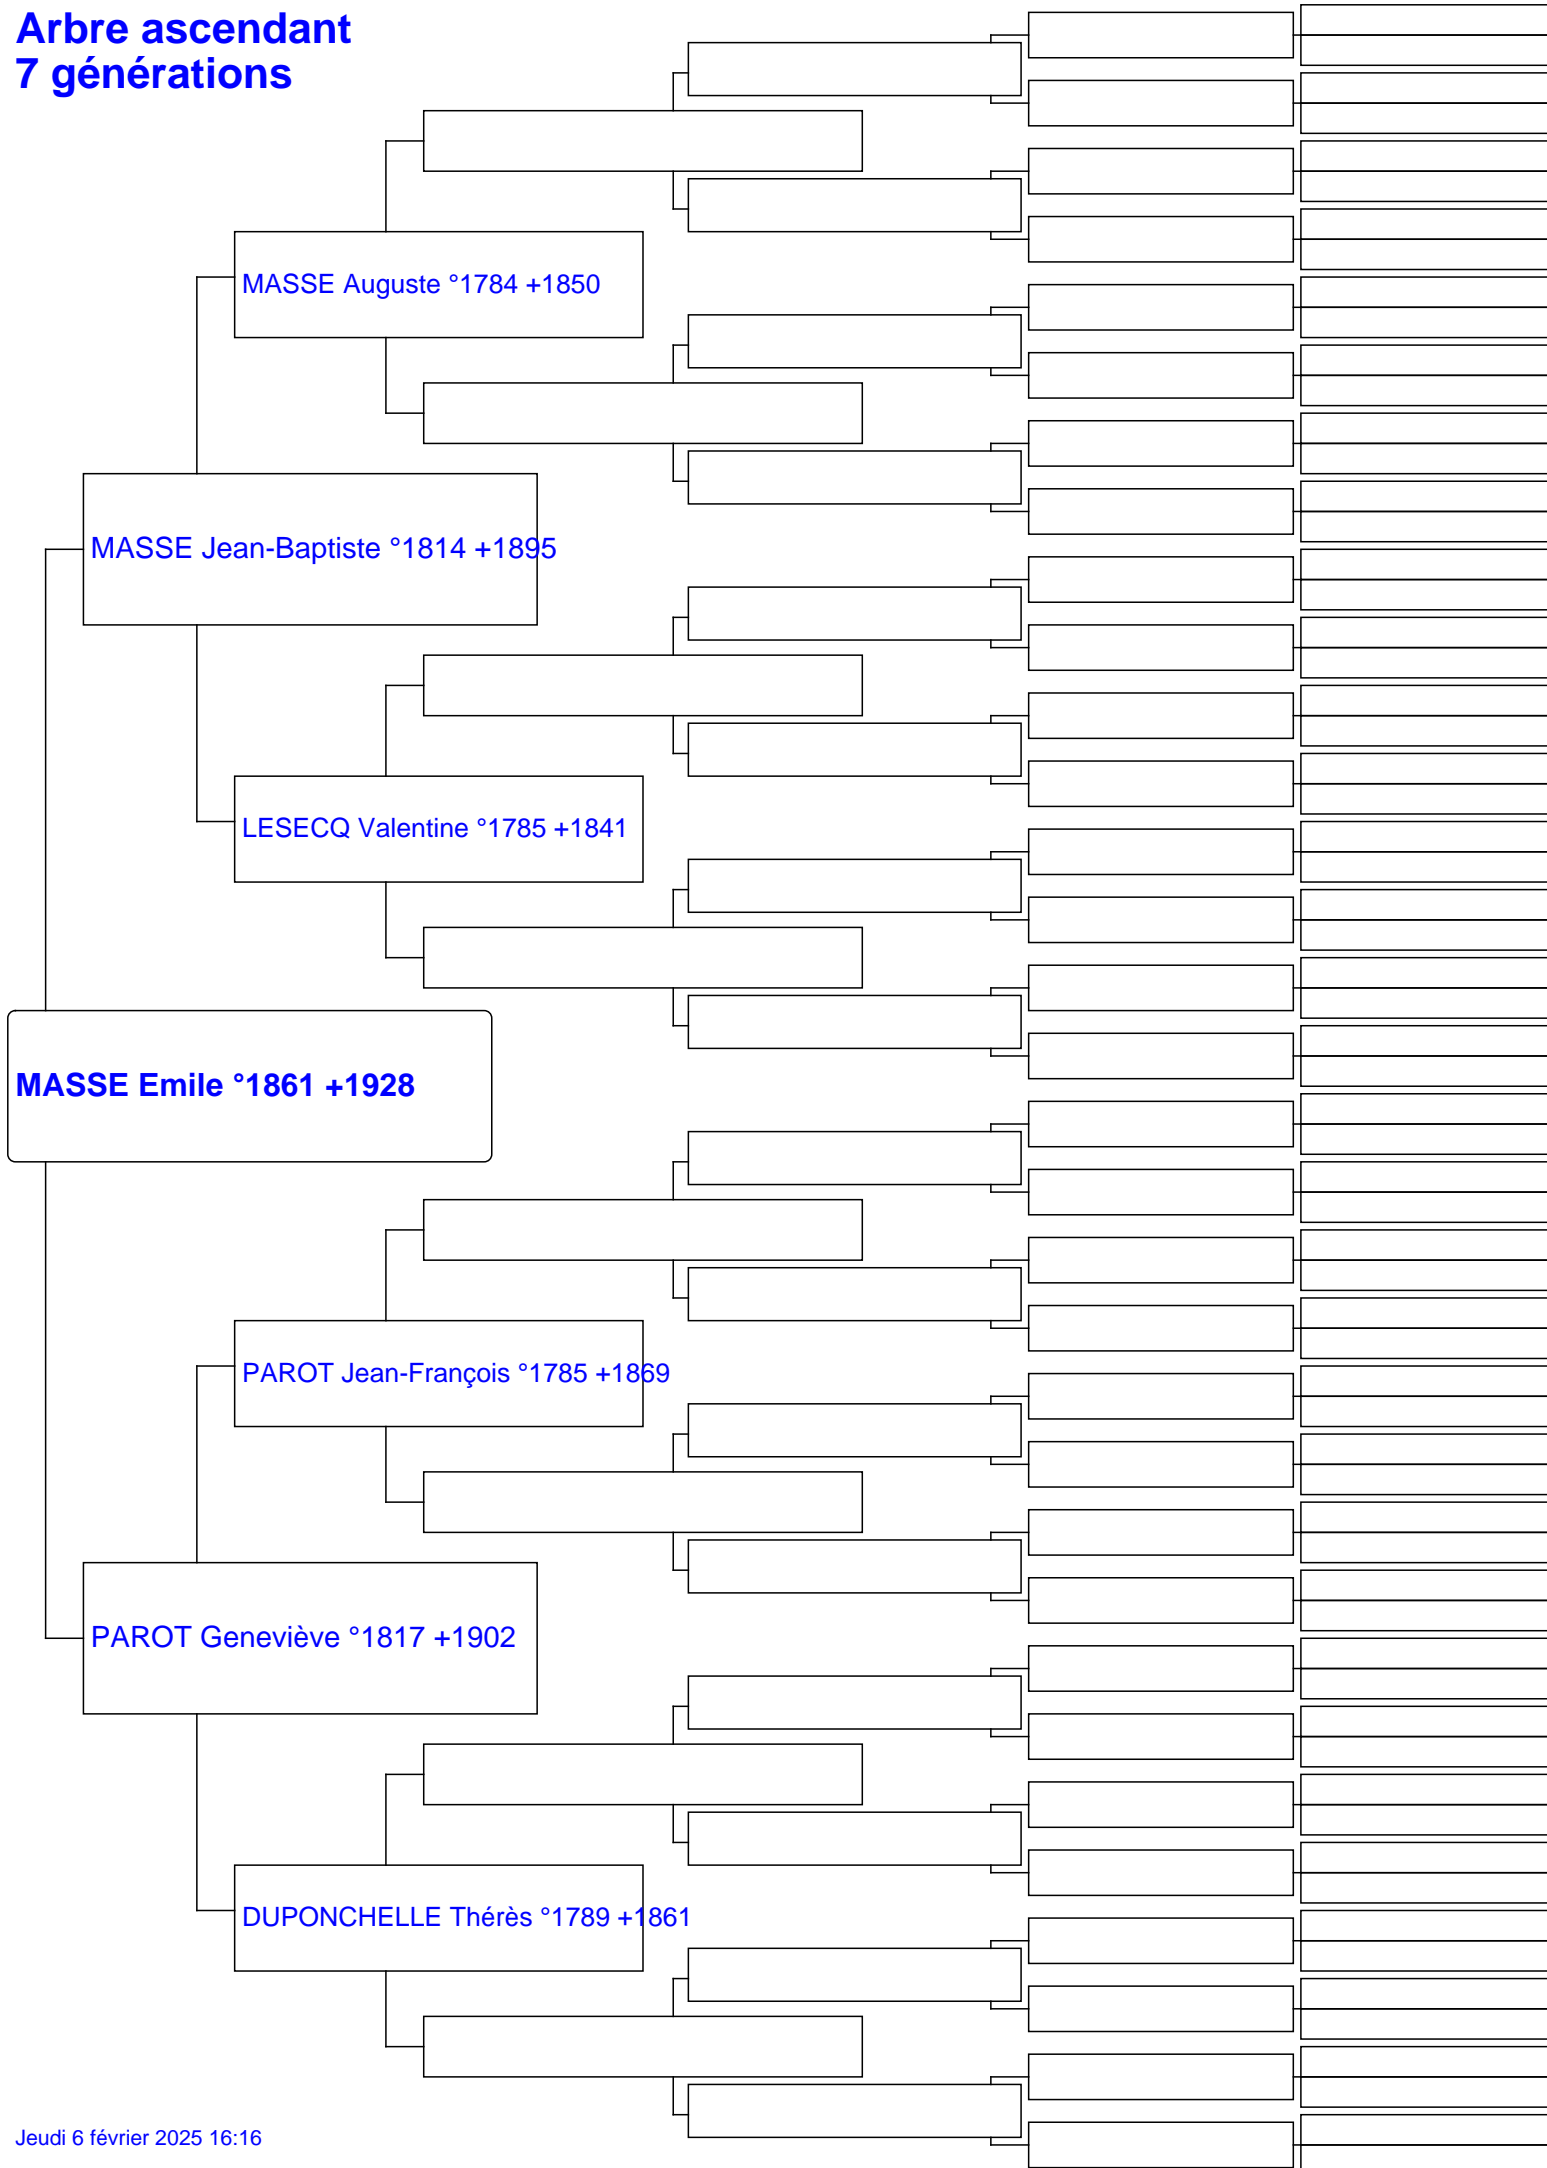 Arbre ascendant
7 générations
MASSE Auguste °1784 +1850
MASSE Jean-Baptiste °1814 +1895
LESECQ Valentine °1785 +1841
MASSE Emile °1861 +1928
PAROT Jean-François °1785 +1869
PAROT Geneviève °1817 +1902
DUPONCHELLE Thérès °1789 +1861
Jeudi 6 février 2025 16:16